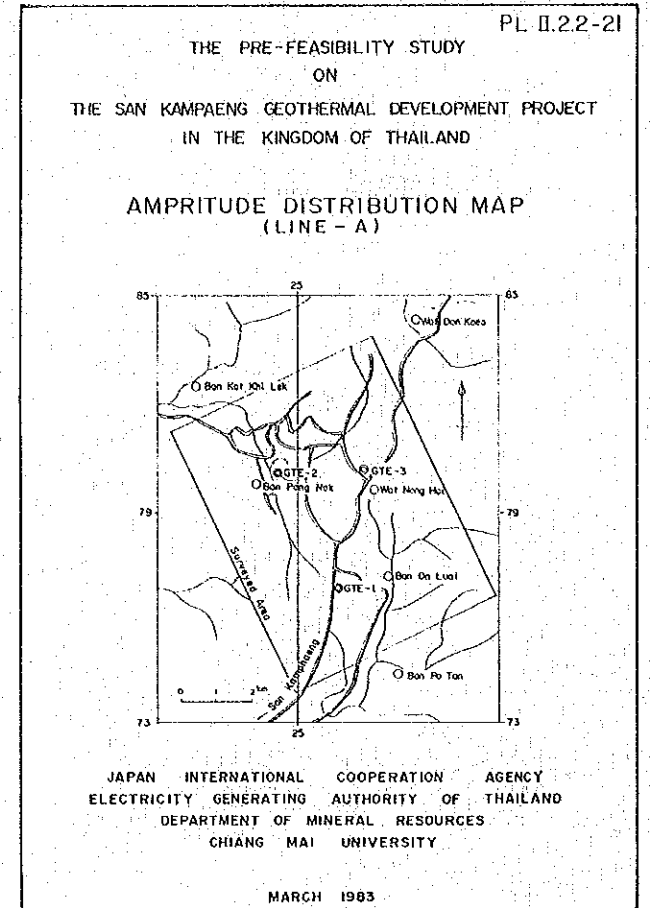 PL II.2.2-21
THE PRE-FEASIBILITY STUDY
ON
THE SAN KAMPAENG GEOTHERMAL DEVELOPMENT PROJECT
IN THE KINGDOM OF THAILAND
AMPRITUDE DISTRIBUTION MAP
(LINE-A)
25
85
85
Wat Don Kaeo
Ban Kat Khi Lek
GTE-2
GTE-3
Ban Pong Nok
Wat Nong Hoi
79
79
Surveyed Area
Ban On Luai
GTE-1
San Kamphaeng
Ban Po Tan
0 1 2 km
73
73
25
JAPAN INTERNATIONAL COOPERATION AGENCY
ELECTRICITY GENERATING AUTHORITY OF THAILAND
DEPARTMENT OF MINERAL RESOURCES
CHIANG MAI UNIVERSITY
MARCH 1983